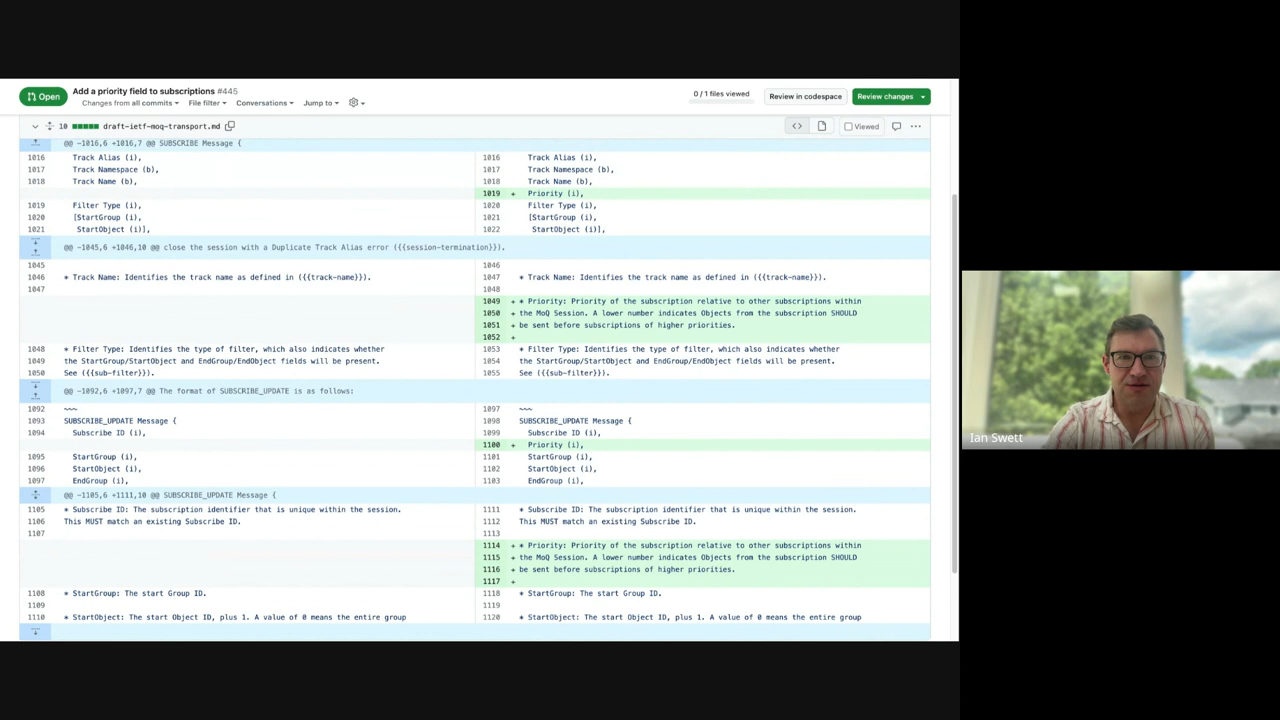 Open
Add a priority field to subscriptions #445
Changes from all commits
File filter
Conversations
Jump to
0 / 1 files viewed
Review in codespace
Review changes
10 draft-ietf-moq-transport.md
Viewed
@@ -1016,6 +1016,7 @@ SUBSCRIBE Message {
1016 Track Alias (i), 1016 Track Alias (i),
1017 Track Namespace (b), 1017 Track Namespace (b),
1018 Track Name (b), 1018 Track Name (b),
1019 + Priority (i),
1019 Filter Type (i), 1020 Filter Type (i),
1020 [StartGroup (i), 1021 [StartGroup (i),
1021 StartObject (i)], 1022 StartObject (i)],
@@ -1045,6 +1046,10 @@ close the session with a Duplicate Track Alias error ({{session-termination}}).
1045 1046
1046 * Track Name: Identifies the track name as defined in ({{track-name}}). 1047 * Track Name: Identifies the track name as defined in ({{track-name}}).
1047 1048
1049 + * Priority: Priority of the subscription relative to other subscriptions within
1050 + the MoQ Session. A lower number indicates Objects from the subscription SHOULD
1051 + be sent before subscriptions of higher priorities.
1052 +
1048 * Filter Type: Identifies the type of filter, which also indicates whether 1053 * Filter Type: Identifies the type of filter, which also indicates whether
1049 the StartGroup/StartObject and EndGroup/EndObject fields will be present. 1054 the StartGroup/StartObject and EndGroup/EndObject fields will be present.
1050 See ({{sub-filter}}). 1055 See ({{sub-filter}}).
@@ -1092,6 +1097,7 @@ The format of SUBSCRIBE_UPDATE is as follows:
1092 ~~~ 1097 ~~~
1093 SUBSCRIBE_UPDATE Message { 1098 SUBSCRIBE_UPDATE Message {
1094 Subscribe ID (i), 1099 Subscribe ID (i),
1100 + Priority (i),
1095 StartGroup (i), 1101 StartGroup (i),
1096 StartObject (i), 1102 StartObject (i),
1097 EndGroup (i), 1103 EndGroup (i),
@@ -1105,6 +1111,10 @@ SUBSCRIBE_UPDATE Message {
1105 * Subscribe ID: The subscription identifier that is unique within the session. 1111 * Subscribe ID: The subscription identifier that is unique within the session.
1106 This MUST match an existing Subscribe ID. 1112 This MUST match an existing Subscribe ID.
1107 1113
1114 + * Priority: Priority of the subscription relative to other subscriptions within
1115 + the MoQ Session. A lower number indicates Objects from the subscription SHOULD
1116 + be sent before subscriptions of higher priorities.
1117 +
1108 * StartGroup: The start Group ID. 1118 * StartGroup: The start Group ID.
1109 1119
1110 * StartObject: The start Object ID, plus 1. A value of 0 means the entire group 1120 * StartObject: The start Object ID, plus 1. A value of 0 means the entire group
Ian Swett